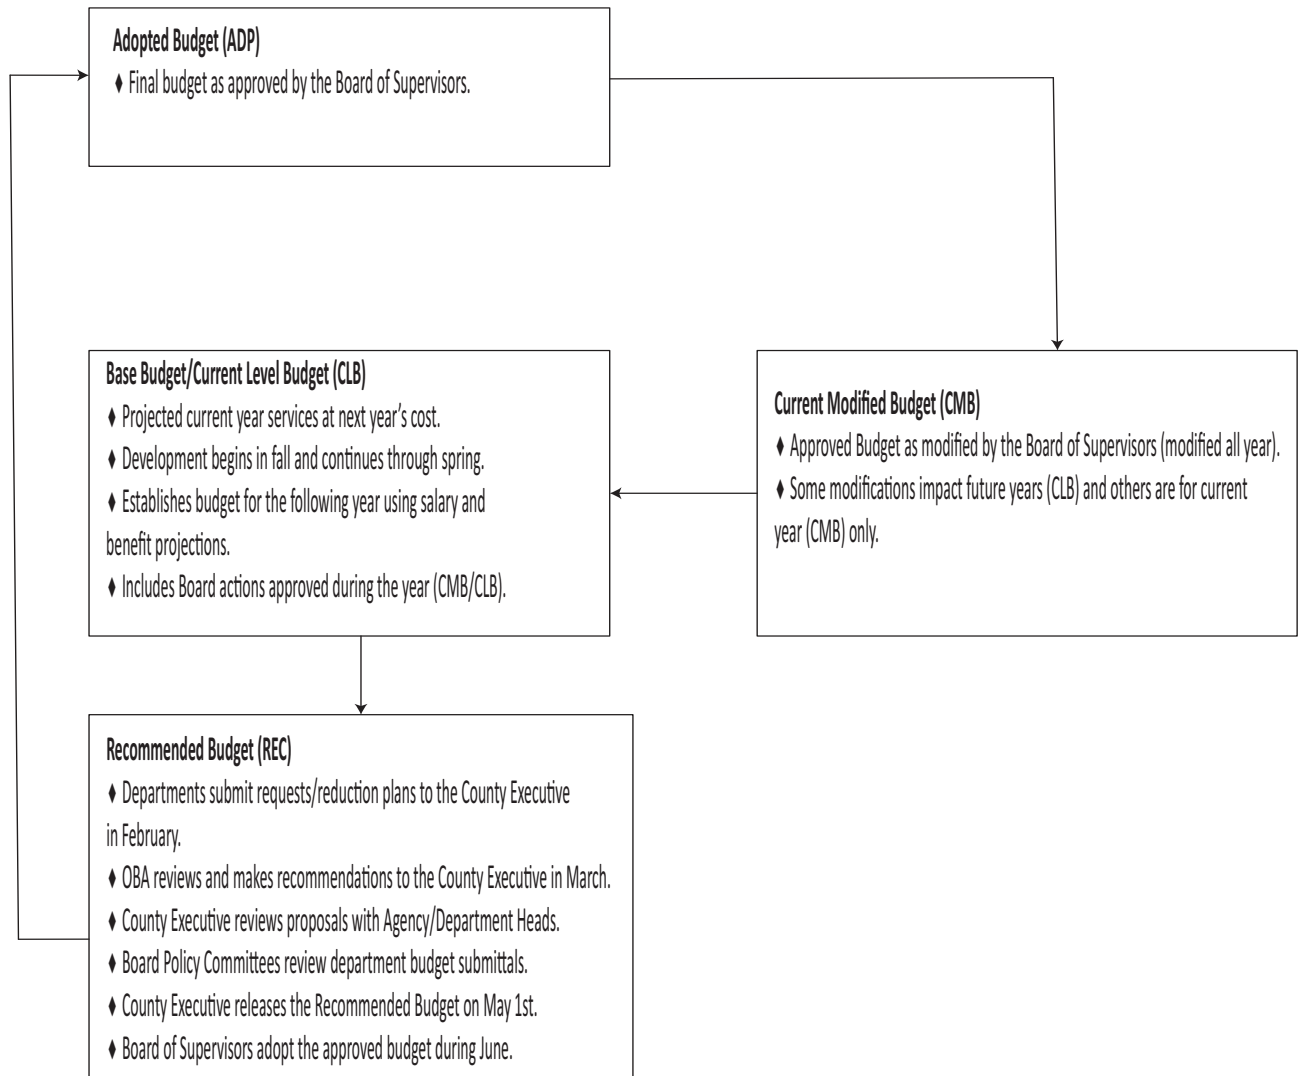 Adopted Budget (ADP)
♦ Final budget as approved by the Board of Supervisors.
Base Budget/Current Level Budget (CLB)
♦ Projected current year services at next year’s cost.
♦ Development begins in fall and continues through spring.
♦ Establishes budget for the following year using salary and
benefit projections.
♦ Includes Board actions approved during the year (CMB/CLB).
Current Modified Budget (CMB)
♦ Approved Budget as modified by the Board of Supervisors (modified all year).
♦ Some modifications impact future years (CLB) and others are for current
year (CMB) only.
Recommended Budget (REC)
♦ Departments submit requests/reduction plans to the County Executive
in February.
♦ OBA reviews and makes recommendations to the County Executive in March.
♦ County Executive reviews proposals with Agency/Department Heads.
♦ Board Policy Committees review department budget submittals.
♦ County Executive releases the Recommended Budget on May 1st.
♦ Board of Supervisors adopt the approved budget during June.